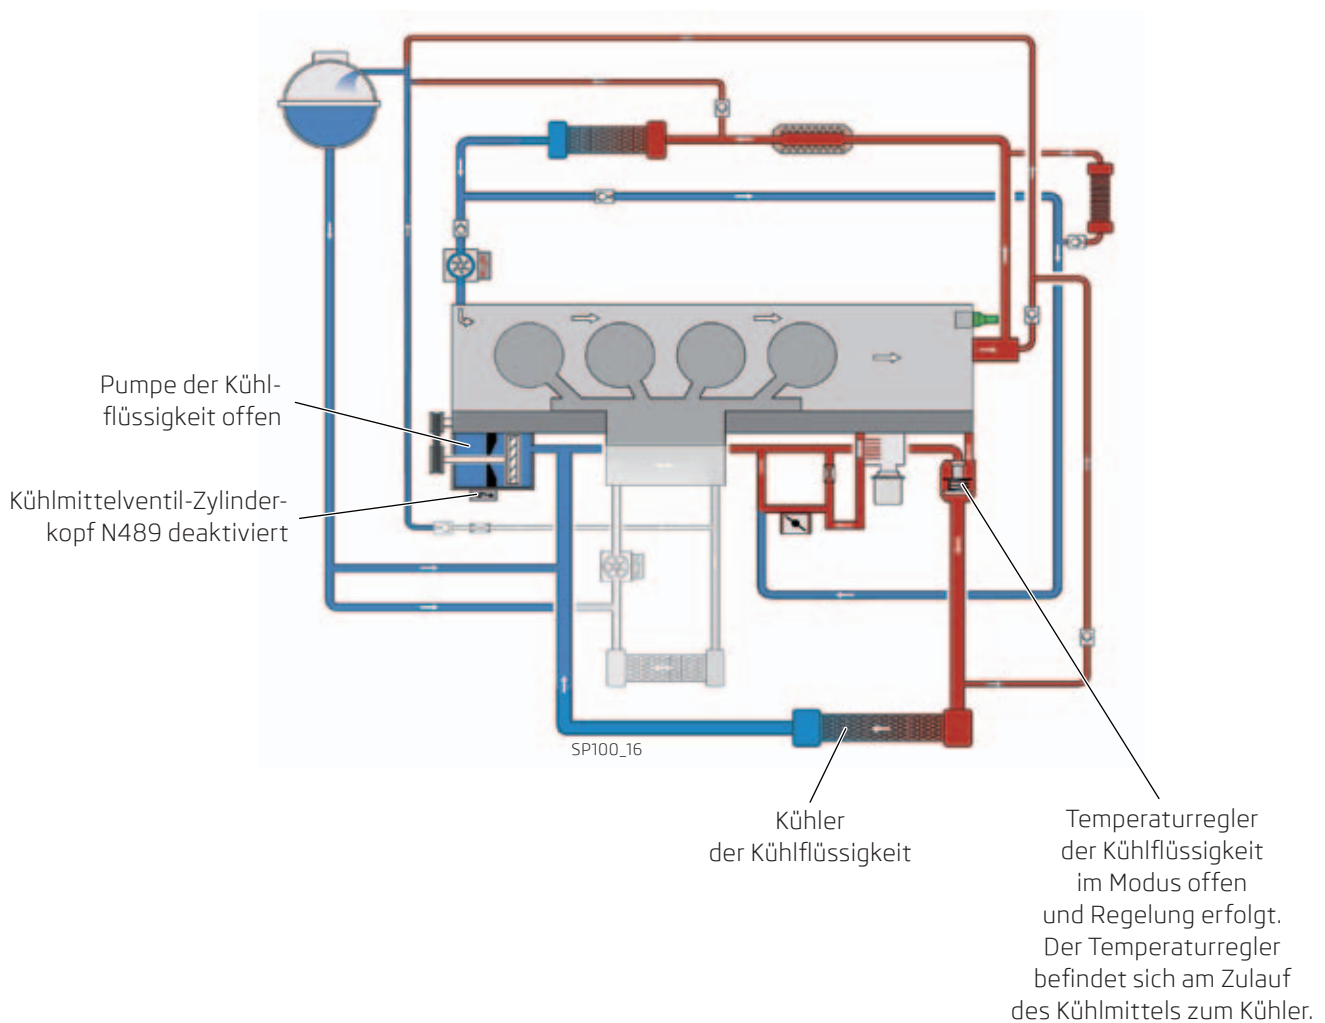 Pumpe der Kühl-
flüssigkeit offen
Kühlmittelventil-Zylinder-
kopf N489 deaktiviert
SP100_16
Kühler
der Kühlflüssigkeit
Temperaturregler
der Kühlflüssigkeit
im Modus offen
und Regelung erfolgt.
Der Temperaturregler
befindet sich am Zulauf
des Kühlmittels zum Kühler.